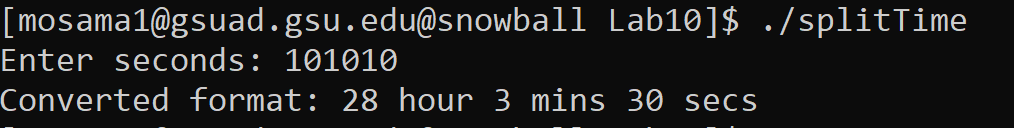 [mosama1@gsuad.gsu.edu@snowball Lab10]$ ./splitTime
Enter seconds: 101010
Converted format: 28 hour 3 mins 30 secs